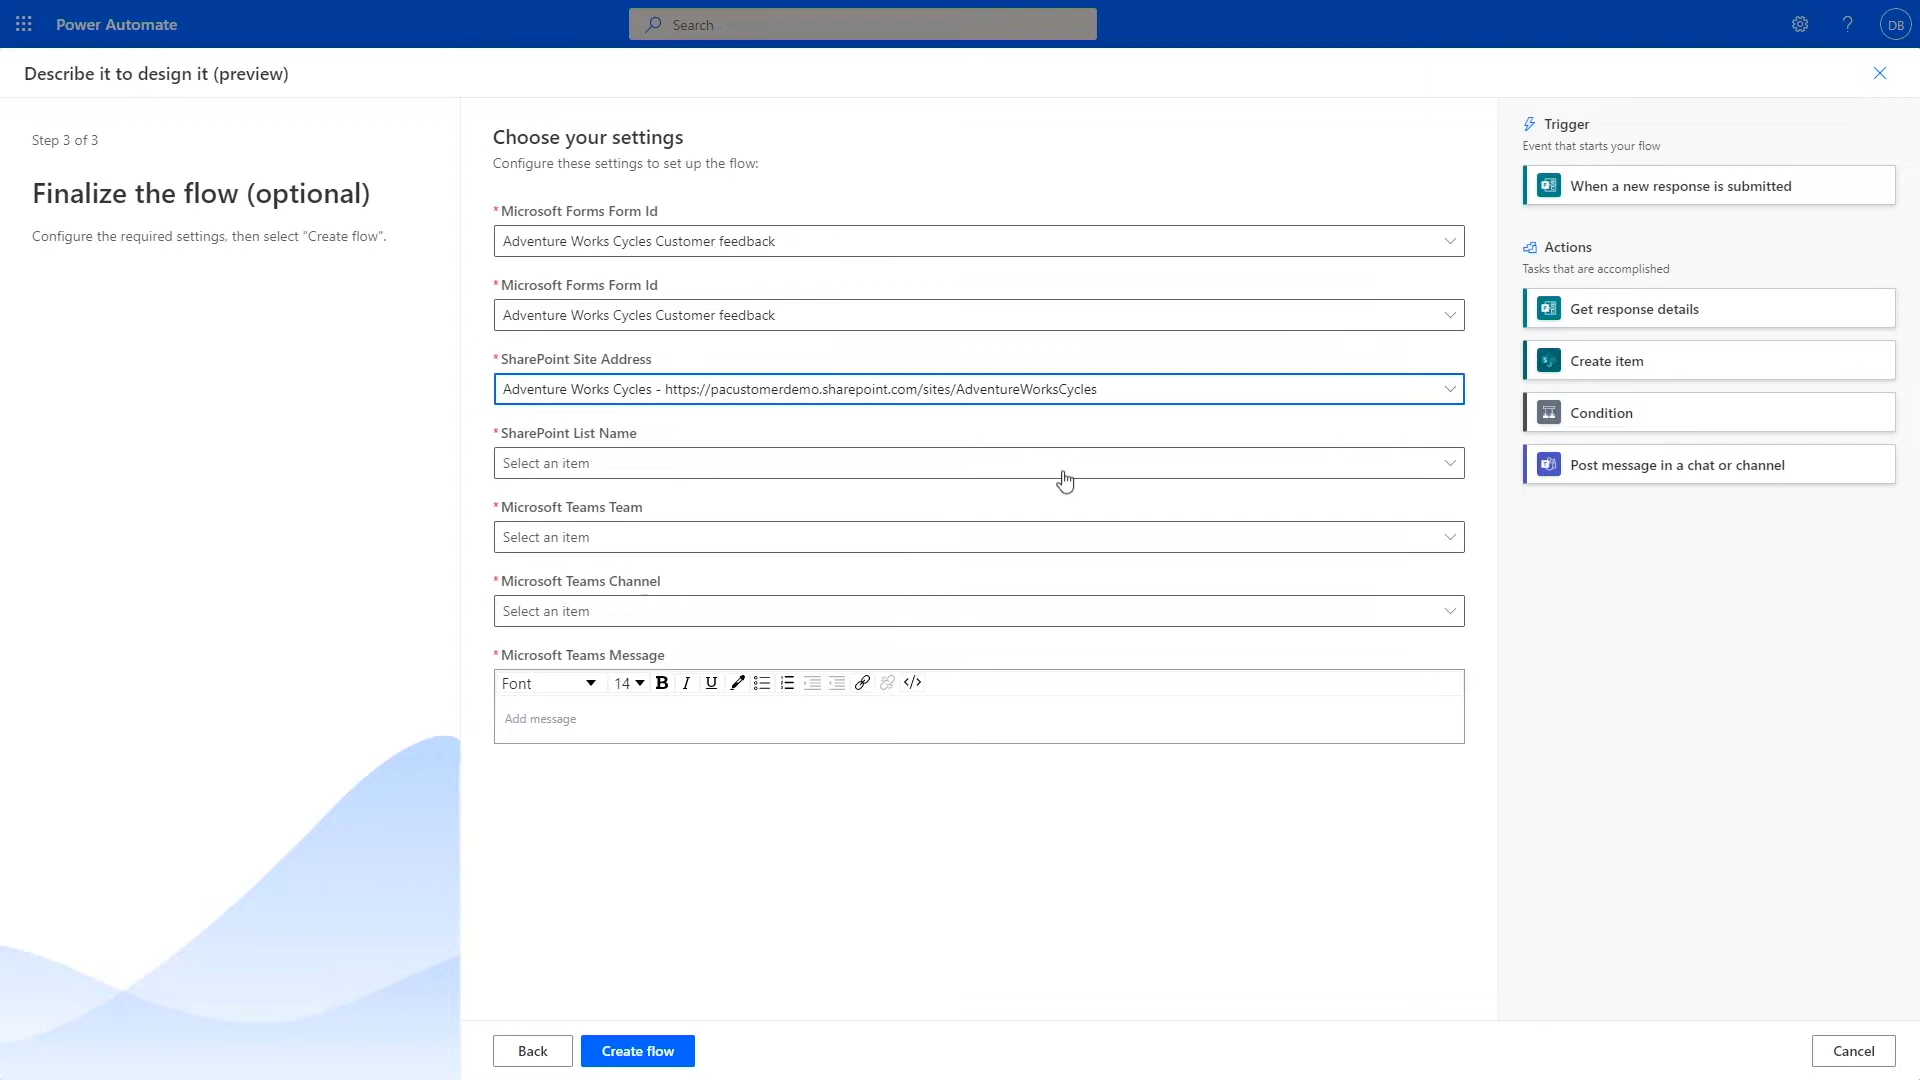 Power Automate
Search
DB
Describe it to design it (preview)
Step 3 of 3
Finalize the flow (optional)
Configure the required settings, then select "Create flow".
Choose your settings
Configure these settings to set up the flow:
* Microsoft Forms Form Id
Adventure Works Cycles Customer feedback
* Microsoft Forms Form Id
Adventure Works Cycles Customer feedback
* SharePoint Site Address
Adventure Works Cycles - https://pacustomerdemo.sharepoint.com/sites/AdventureWorksCycles
* SharePoint List Name
Select an item
* Microsoft Teams Team
Select an item
* Microsoft Teams Channel
Select an item
* Microsoft Teams Message
Font 14 B I U </>
Add message
Back
Create flow
Cancel
Trigger
Event that starts your flow
When a new response is submitted
Actions
Tasks that are accomplished
Get response details
Create item
Condition
Post message in a chat or channel